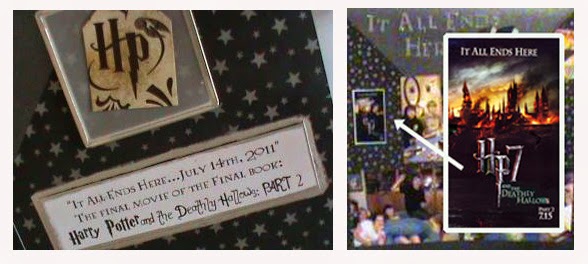 HP
"IT ALL ENDS HERE...JULY 14TH, 2011"
THE FINAL MOVIE OF THE FINAL BOOK:
Harry Potter and the Deathly Hallows: PART 2
IT ALL ENDS
HER
IT ALL ENDS HERE
HP7
AND THE
DEATHLY
HALLOWS
PART 2
7.15